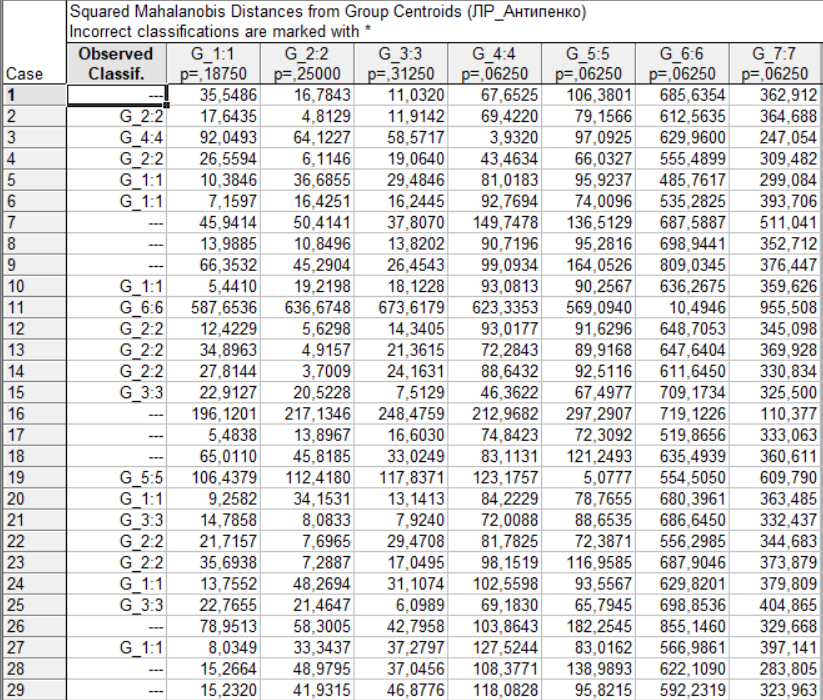 Squared Mahalanobis Distances from Group Centroids (ЛР_Антипенко)
Incorrect classifications are marked with *
Observed G_1:1 G_2:2 G_3:3 G_4:4 G_5:5 G_6:6 G_7:7
Case Classif. p=,18750 p=,25000 p=,31250 p=,06250 p=,06250 p=,06250 p=,06250
1 --- 35,5486 16,7843 11,0320 67,6525 106,3801 685,6354 362,912
2 G_2:2 17,6435 4,8129 11,9142 69,4220 79,1566 612,5635 364,688
3 G_4:4 92,0493 64,1227 58,5717 3,9320 97,0925 629,9600 247,054
4 G_2:2 26,5594 6,1146 19,0640 43,4634 66,0327 555,4899 309,482
5 G_1:1 10,3846 36,6855 29,4846 81,0183 95,9237 485,7617 299,084
6 G_1:1 7,1597 16,4251 16,2445 92,7694 74,0096 535,2825 393,706
7 --- 45,9414 50,4141 37,8070 149,7478 136,5129 687,5887 511,041
8 --- 13,9885 10,8496 13,8202 90,7196 95,2816 698,9441 352,712
9 --- 66,3532 45,2904 26,4543 99,0934 164,0526 809,0345 376,447
10 G_1:1 5,4410 19,2198 18,1228 93,0813 90,2567 636,2675 359,626
11 G_6:6 587,6536 636,6748 673,6179 623,3353 569,0940 10,4946 955,508
12 G_2:2 12,4229 5,6298 14,3405 93,0177 91,6296 648,7053 345,098
13 G_2:2 34,8963 4,9157 21,3615 72,2843 89,9168 647,6404 369,928
14 G_2:2 27,8144 3,7009 24,1631 88,6432 92,5116 611,6450 330,834
15 G_3:3 22,9127 20,5228 7,5129 46,3622 67,4977 709,1734 325,500
16 --- 196,1201 217,1346 248,4759 212,9682 297,2907 719,1226 110,377
17 --- 5,4838 13,8967 16,6030 74,8423 72,3092 519,8656 333,063
18 --- 65,0110 45,8185 33,0249 83,1131 121,2493 635,4939 360,611
19 G_5:5 106,4379 112,4180 117,8371 123,1757 5,0777 554,5050 609,790
20 G_1:1 9,2582 34,1531 13,1413 84,2229 78,7655 680,3961 363,485
21 G_3:3 14,7858 8,0833 7,9240 72,0088 88,6535 686,6450 332,437
22 G_2:2 21,7157 7,6965 29,4708 81,7825 72,3871 556,2985 344,683
23 G_2:2 35,6938 7,2887 17,0495 98,1519 116,9585 687,9046 373,879
24 G_1:1 13,7552 48,2694 31,1074 102,5598 93,5567 629,8201 379,809
25 G_3:3 22,7655 21,4647 6,0989 69,1830 65,7945 698,8536 404,865
26 --- 78,9513 58,3005 42,7958 103,8643 182,2545 855,1460 329,668
27 G_1:1 8,0349 33,3437 37,2797 127,5244 83,0162 566,9861 397,141
28 --- 15,2664 48,9795 37,0456 108,3771 138,9893 622,1090 283,805
29 --- 15,2320 41,9315 46,8776 118,0828 95,8215 592,2319 323,963